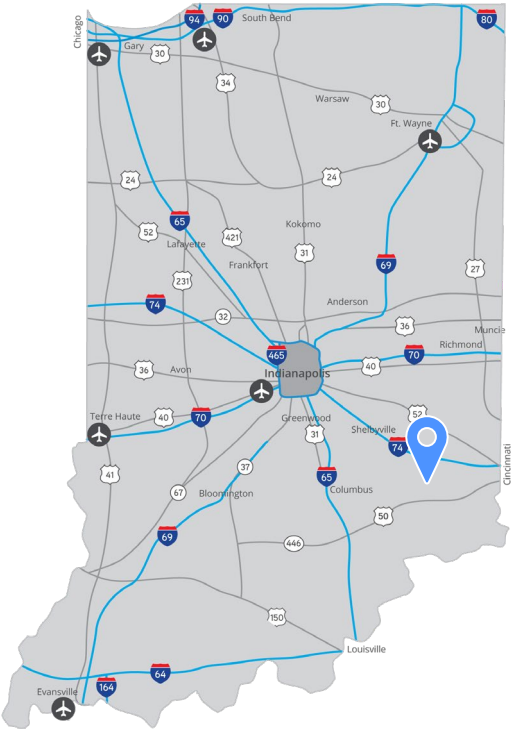 Chicago
94
90
South Bend
80
Gary
30
34
Warsaw
30
Ft. Wayne
24
24
65
52
421
Kokomo
31
Lafayette
Frankfort
69
27
231
74
Anderson
32
36
Muncie
465
70
Richmond
36
Avon
40
Indianapolis
Terre Haute
40
70
Greenwood
52
31
Shelbyville
74
Cincinnati
41
37
65
67
Bloomington
Columbus
50
69
446
150
Louisville
64
164
Evansville